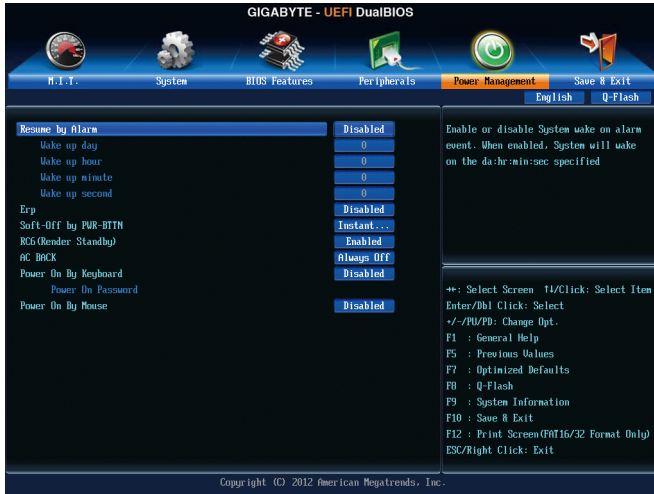 GIGABYTE - UEFI DualBIOS
M.I.T.
System
BIOS Features
Peripherals
Power Management
Save & Exit
English
Q-Flash
Resume by Alarm Disabled
Wake up day 0
Wake up hour 0
Wake up minute 0
Wake up second 0
Erp Disabled
Soft-Off by PWR-BTTN Instant...
RC6(Render Standby) Enabled
AC BACK Always Off
Power On By Keyboard Disabled
Power On Password
Power On By Mouse Disabled
Enable or disable System wake on alarm
event. When enabled, System will wake
on the da:hr:min:sec specified
→←: Select Screen ↑↓/Click: Select Item
Enter/Dbl Click: Select
+/-/PU/PD: Change Opt.
F1 : General Help
F5 : Previous Values
F7 : Optimized Defaults
F8 : Q-Flash
F9 : System Information
F10 : Save & Exit
F12 : Print Screen(FAT16/32 Format Only)
ESC/Right Click: Exit
Copyright (C) 2012 American Megatrends, Inc.